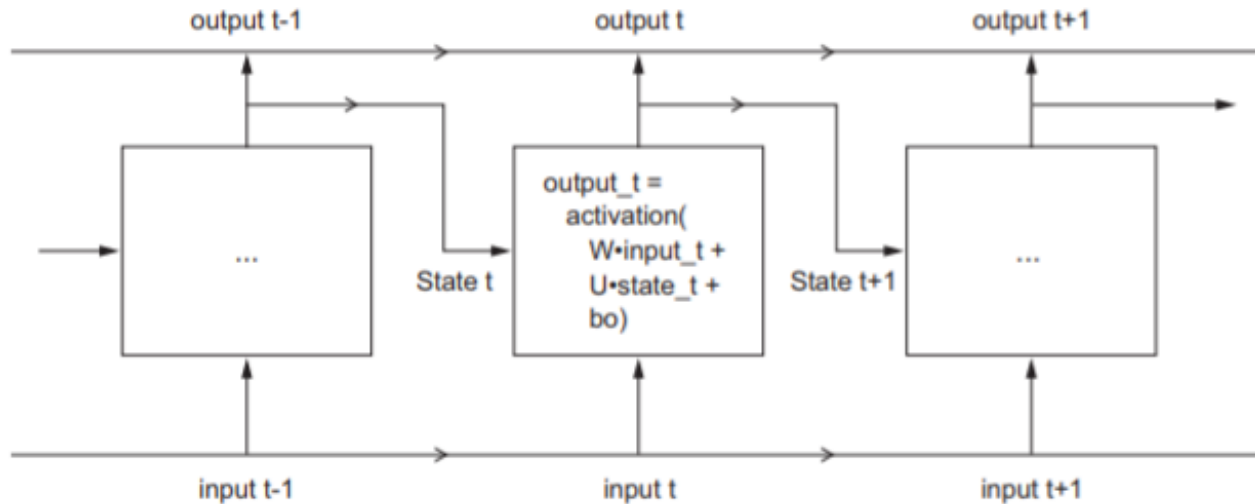 output t-1
output t
output t+1
...
output_t =
activation(
W•input_t +
U•state_t +
bo)
...
State t
State t+1
input t-1
input t
input t+1